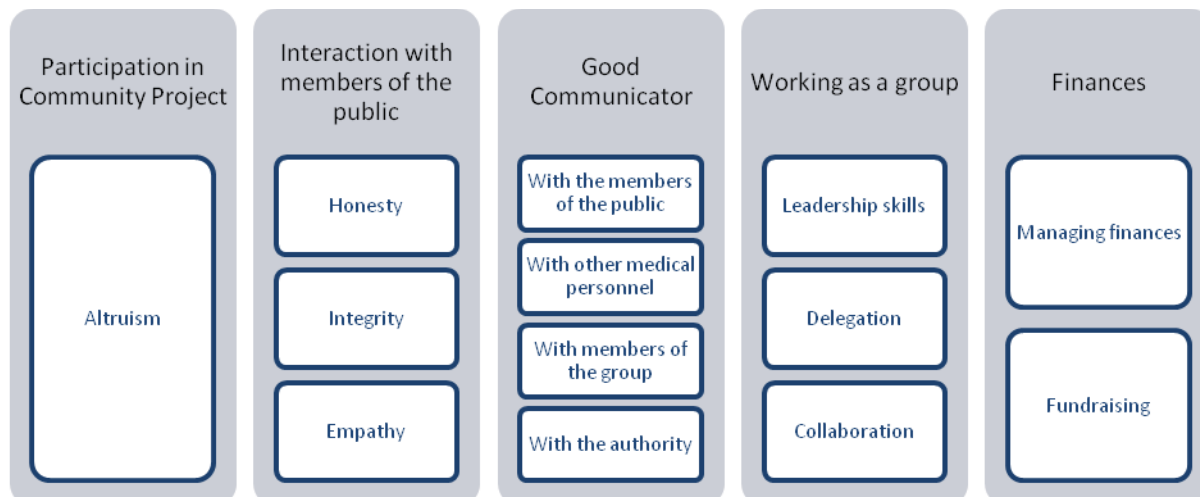 Participation in
Community Project
Altruism
Interaction with
members of the
public
Honesty
Integrity
Empathy
Good
Communicator
With the members
of the public
With other medical
personnel
With members of
the group
With the authority
Working as a group
Leadership skills
Delegation
Collaboration
Finances
Managing finances
Fundraising